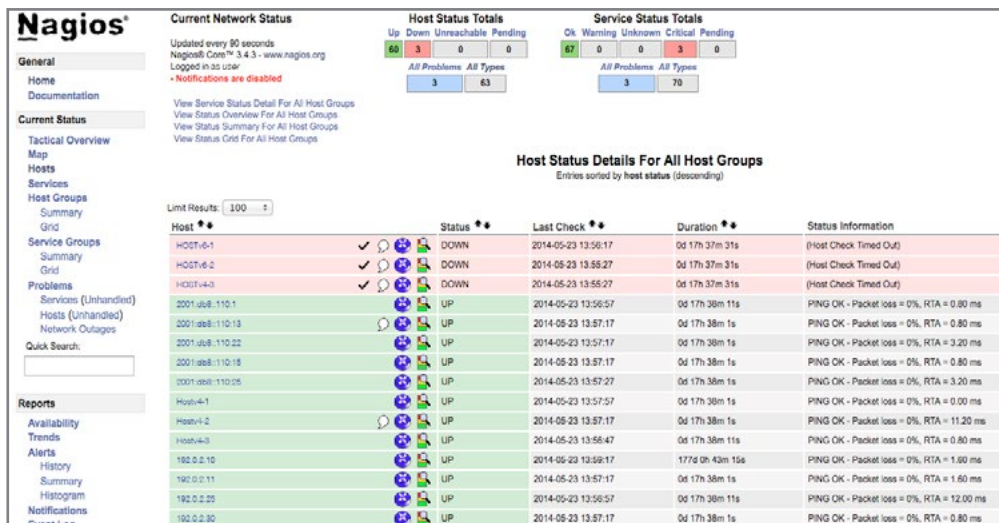 Nagios®
General
Home
Documentation
Current Status
Tactical Overview
Map
Hosts
Services
Host Groups
Summary
Grid
Service Groups
Summary
Grid
Problems
Services (Unhandled)
Hosts (Unhandled)
Network Outages
Quick Search:
Reports
Availability
Trends
Alerts
History
Summary
Histogram
Notifications
Event Log
Current Network Status
Updated every 90 seconds
Nagios® Core™ 3.4.3 - www.nagios.org
Logged in as user
- Notifications are disabled
View Service Status Detail For All Host Groups
View Status Overview For All Host Groups
View Status Summary For All Host Groups
View Status Grid For All Host Groups
Host Status Totals
Up Down Unreachable Pending
60 3 0 0
All Problems All Types
3 63
Service Status Totals
Ok Warning Unknown Critical Pending
67 0 0 3 0
All Problems All Types
3 70
Host Status Details For All Host Groups
Entries sorted by host status (descending)
Limit Results: 100
Host Status Last Check Duration Status Information
HOSTv6-1 DOWN 2014-05-23 13:56:17 0d 17h 37m 31s (Host Check Timed Out)
HOSTv6-2 DOWN 2014-05-23 13:55:27 0d 17h 37m 31s (Host Check Timed Out)
HOSTv4-3 DOWN 2014-05-23 13:55:27 0d 17h 37m 31s (Host Check Timed Out)
2001:db8::110:1 UP 2014-05-23 13:56:57 0d 17h 38m 11s PING OK - Packet loss = 0%, RTA = 0.80 ms
2001:db8::110:13 UP 2014-05-23 13:57:17 0d 17h 38m 1s PING OK - Packet loss = 0%, RTA = 0.80 ms
2001:db8::110:22 UP 2014-05-23 13:57:17 0d 17h 38m 1s PING OK - Packet loss = 0%, RTA = 3.20 ms
2001:db8::110:15 UP 2014-05-23 13:57:17 0d 17h 38m 1s PING OK - Packet loss = 0%, RTA = 0.80 ms
2001:db8::110:25 UP 2014-05-23 13:57:27 0d 17h 38m 1s PING OK - Packet loss = 0%, RTA = 3.20 ms
Hostv4-1 UP 2014-05-23 13:57:17 0d 17h 38m 1s PING OK - Packet loss = 0%, RTA = 0.00 ms
Hostv4-2 UP 2014-05-23 13:57:17 0d 17h 38m 1s PING OK - Packet loss = 0%, RTA = 11.20 ms
Hostv4-3 UP 2014-05-23 13:56:47 0d 17h 38m 11s PING OK - Packet loss = 0%, RTA = 0.80 ms
192.0.2.10 UP 2014-05-23 13:59:17 177d 0h 43m 15s PING OK - Packet loss = 0%, RTA = 1.60 ms
192.0.2.11 UP 2014-05-23 13:57:17 0d 17h 38m 1s PING OK - Packet loss = 0%, RTA = 1.60 ms
192.0.2.25 UP 2014-05-23 13:56:57 0d 17h 38m 11s PING OK - Packet loss = 0%, RTA = 12.00 ms
192.0.2.30 UP 2014-05-23 13:57:17 0d 17h 38m 1s PING OK - Packet loss = 0%, RTA = 0.80 ms